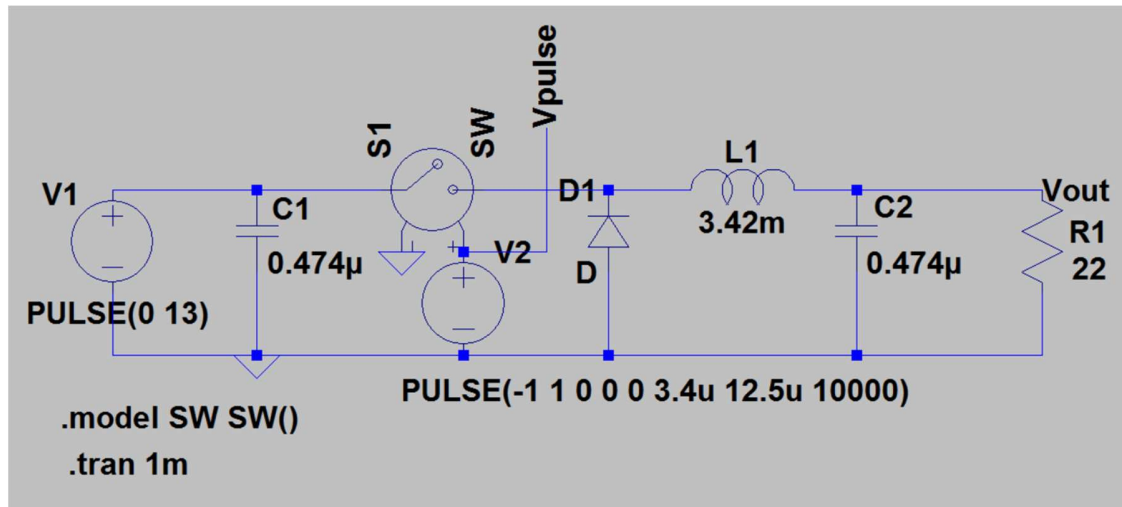 Vpulse
S1
SW
V1
C1
0.474µ
D1
L1
3.42m
C2
0.474µ
Vout
R1
22
V2
D
PULSE(0 13)
PULSE(-1 1 0 0 0 3.4u 12.5u 10000)
.model SW SW()
.tran 1m